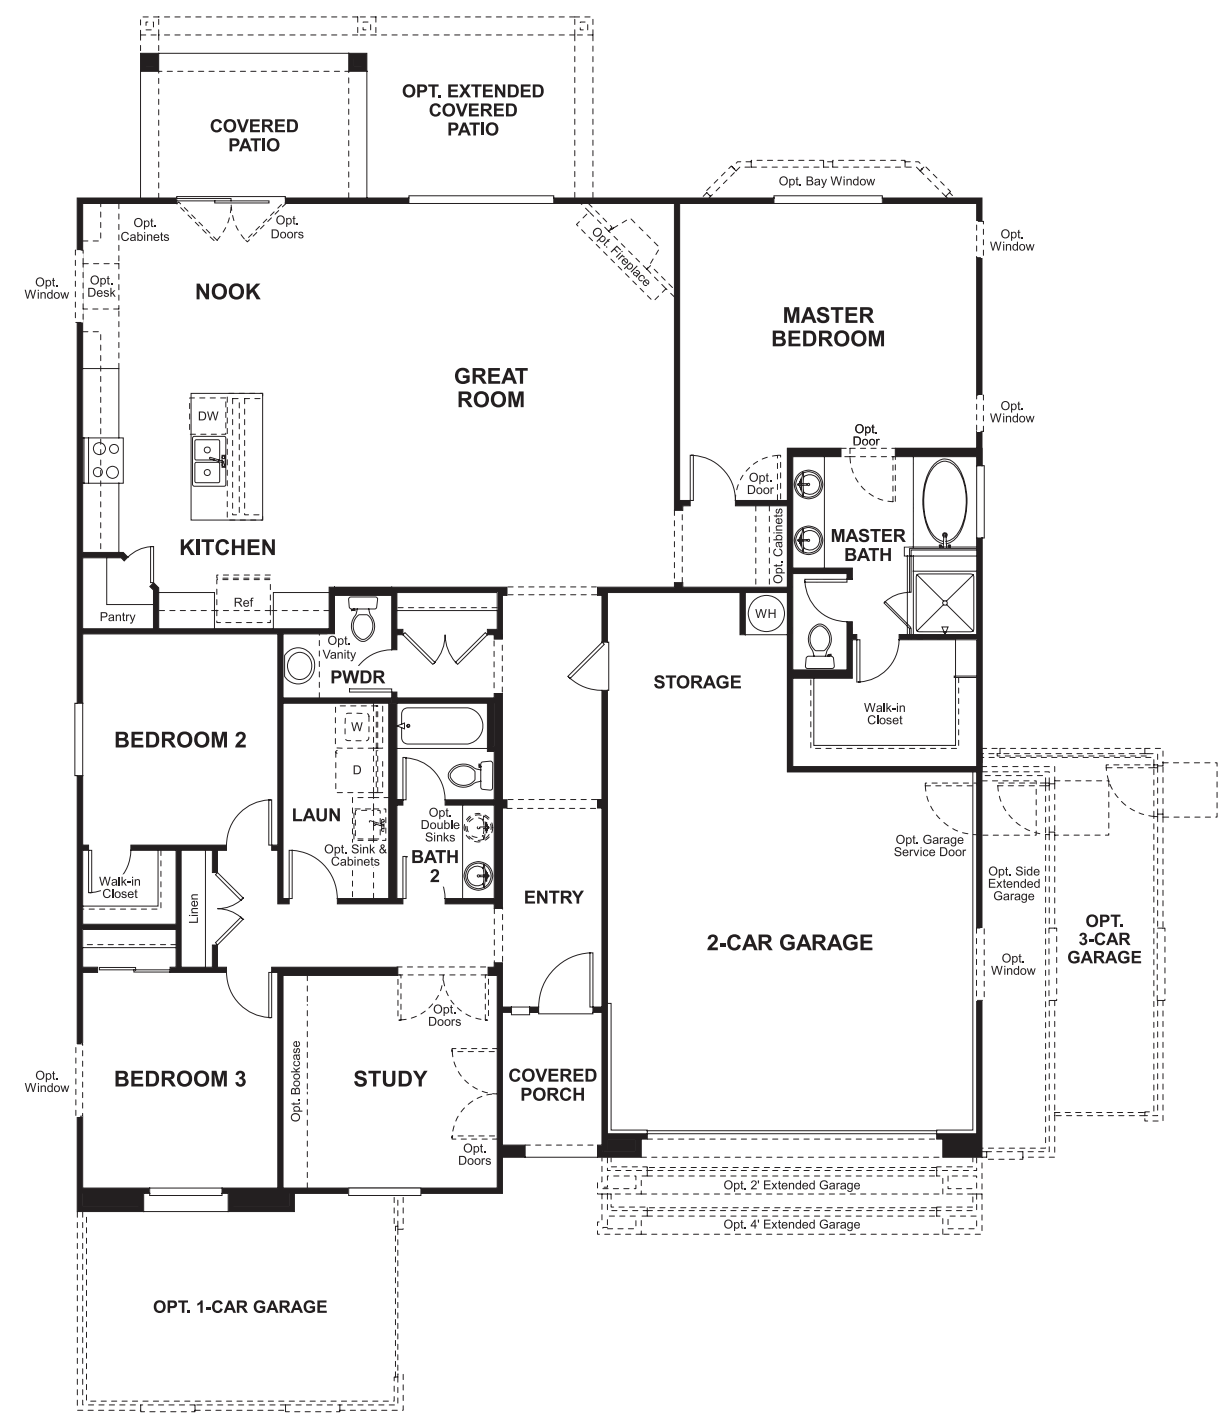 OPT. EXTENDED
COVERED
PATIO
COVERED
PATIO
Opt. Bay Window
Opt.
Cabinets
Opt.
Doors
Opt. Fireplace
Opt.
Window
Opt.
Window
Opt.
Desk
NOOK
MASTER
BEDROOM
GREAT
ROOM
Opt.
Window
DW
Opt.
Door
Opt.
Door
Opt. Cabinets
MASTER
BATH
KITCHEN
Pantry
Ref
WH
Opt.
Vanity
PWDR
STORAGE
Walk-in
Closet
BEDROOM 2
W
D
LAUN
Opt.
Double
Sinks
Opt. Sink &
Cabinets
BATH
2
Opt. Garage
Service Door
Walk-in
Closet
Linen
ENTRY
Opt. Side
Extended
Garage
OPT.
3-CAR
GARAGE
2-CAR GARAGE
Opt.
Window
Opt.
Doors
Opt. Bookcase
Opt.
Window
BEDROOM 3
STUDY
COVERED
PORCH
Opt.
Doors
Opt. 2' Extended Garage
Opt. 4' Extended Garage
OPT. 1-CAR GARAGE